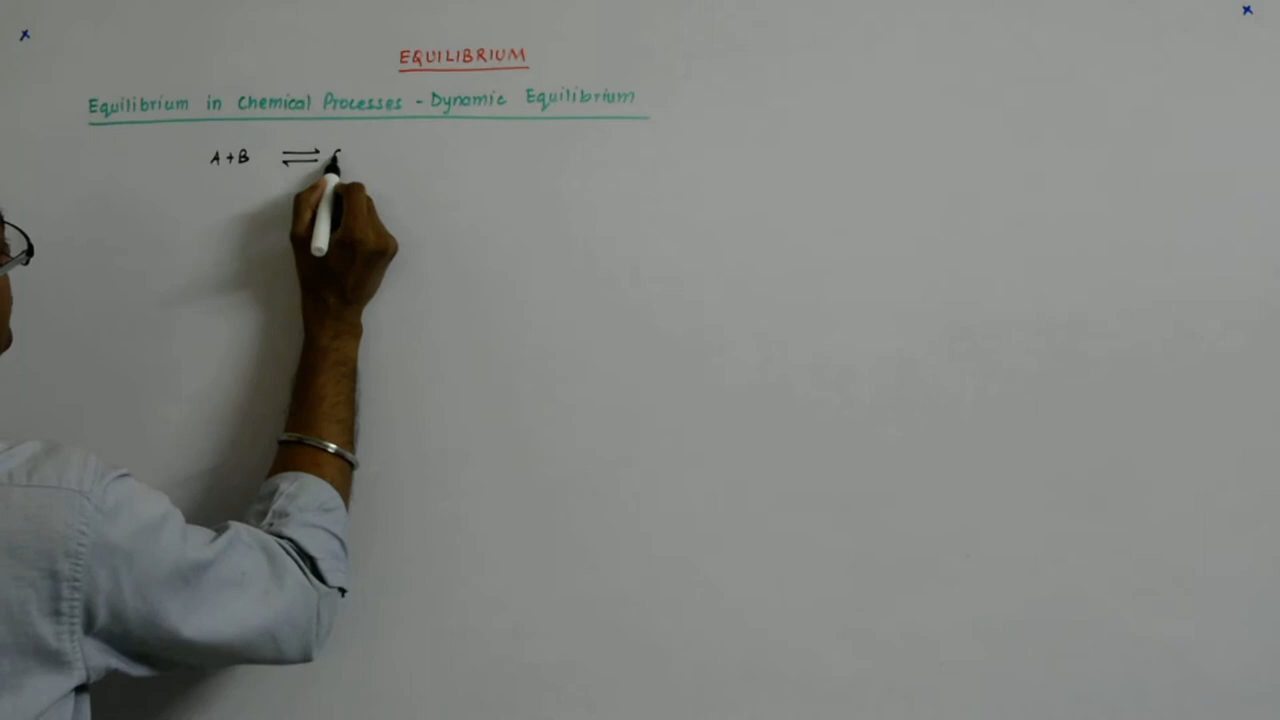 EQUILIBRIUM
Equilibrium in Chemical Processes - Dynamic Equilibrium
A + B ⇌